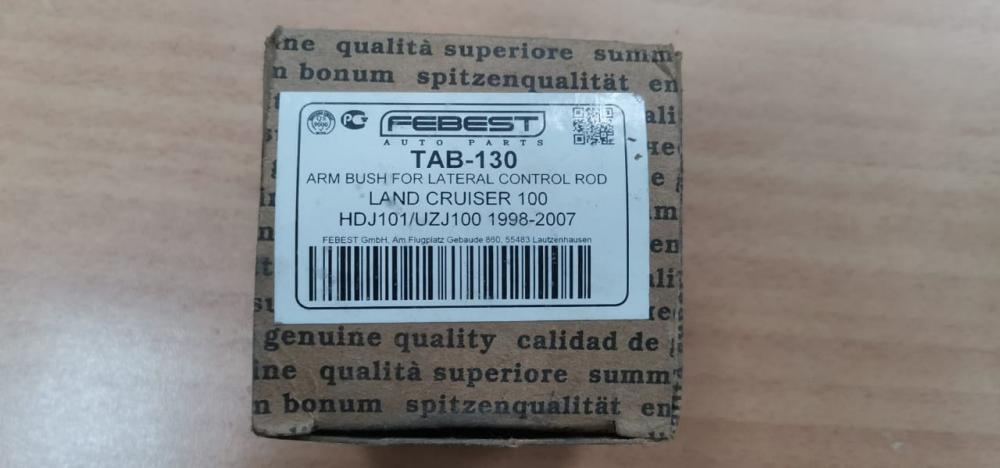 ne qualità superiore summ
n bonum spitzenqualität en
FEBEST
AUTO PARTS
TAB-130
ARM BUSH FOR LATERAL CONTROL ROD
LAND CRUISER 100
HDJ101/UZJ100 1998-2007
FEBEST GmbH, Am.Flugplatz Gebaude 860, 55483 Lautzenhausen
genuine quality calidad de
ine qualità superiore summ
n bonum spitzenqualität en